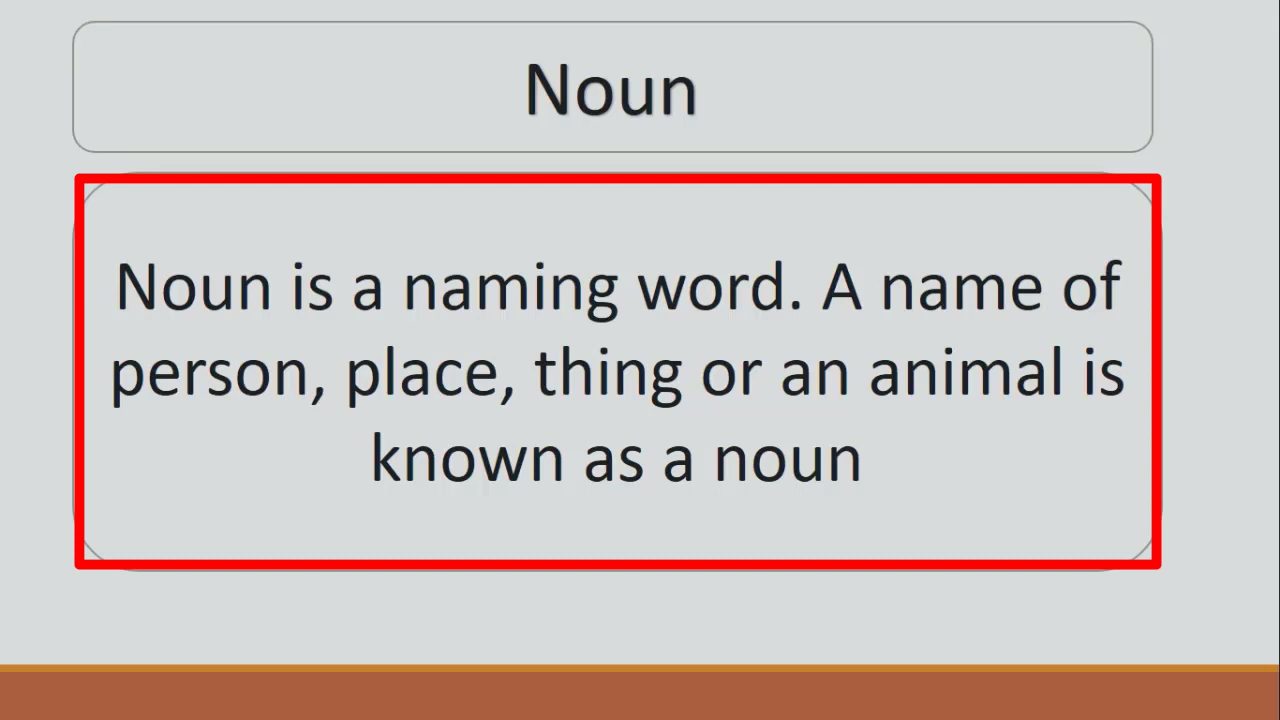 Noun
Noun is a naming word. A name of
person, place, thing or an animal is
known as a noun